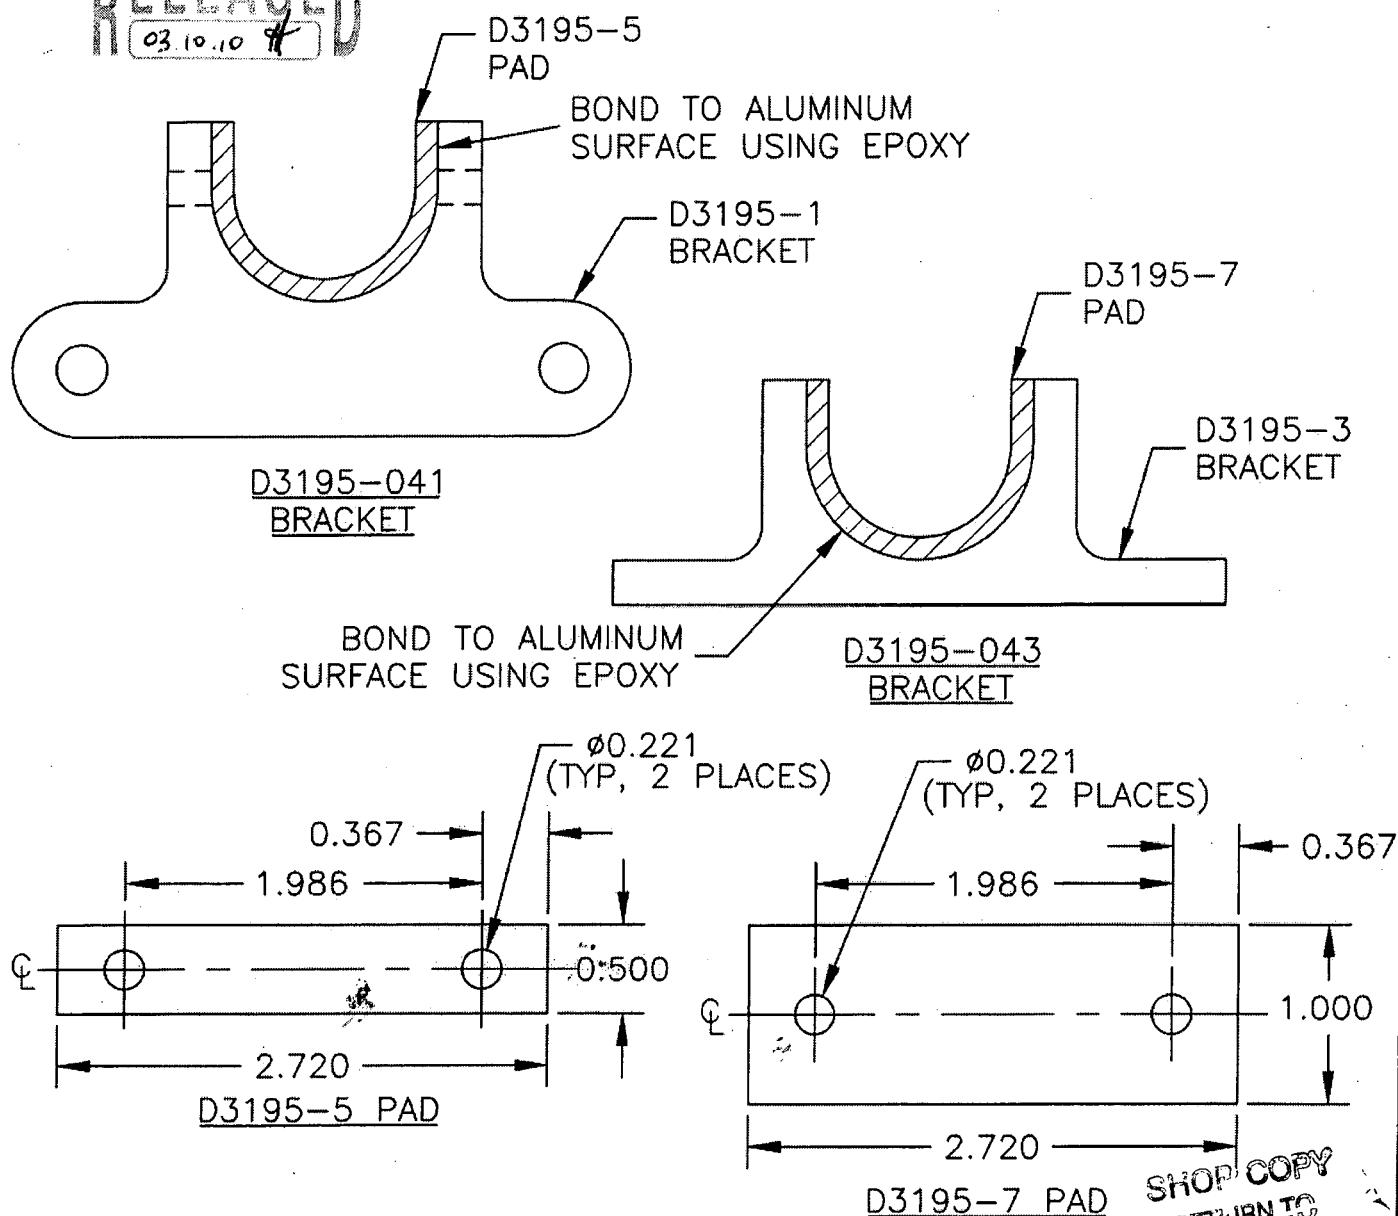 RELEASED
03.10.10
D3195-5
PAD
BOND TO ALUMINUM
SURFACE USING EPOXY
D3195-1
BRACKET
D3195-7
PAD
D3195-3
BRACKET
D3195-041
BRACKET
BOND TO ALUMINUM
SURFACE USING EPOXY
D3195-043
BRACKET
ø0.221
(TYP, 2 PLACES)
0.367
1.986
℄
0.500
2.720
D3195-5 PAD
ø0.221
(TYP, 2 PLACES)
0.367
1.986
℄
1.000
2.720
D3195-7 PAD
SHOP COPY
RETURN TO